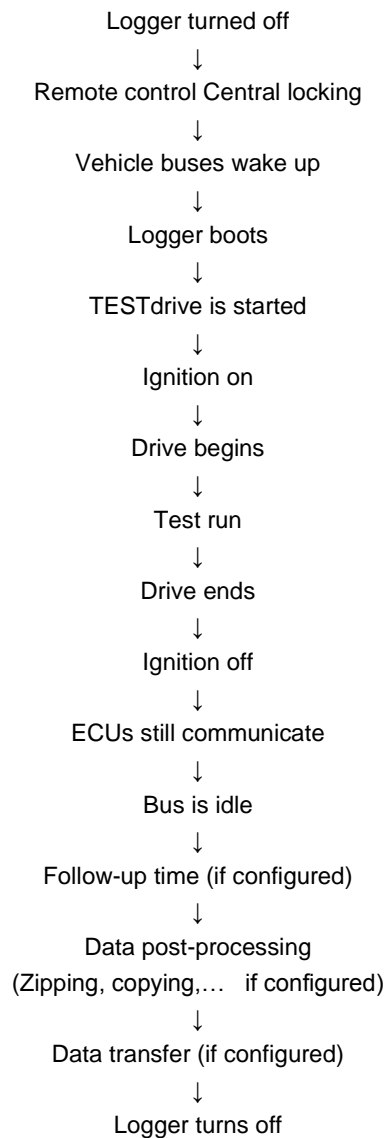 Logger turned off
↓
Remote control Central locking
↓
Vehicle buses wake up
↓
Logger boots
↓
TESTdrive is started
↓
Ignition on
↓
Drive begins
↓
Test run
↓
Drive ends
↓
Ignition off
↓
ECUs still communicate
↓
Bus is idle
↓
Follow-up time (if configured)
↓
Data post-processing
(Zipping, copying,… if configured)
↓
Data transfer (if configured)
↓
Logger turns off